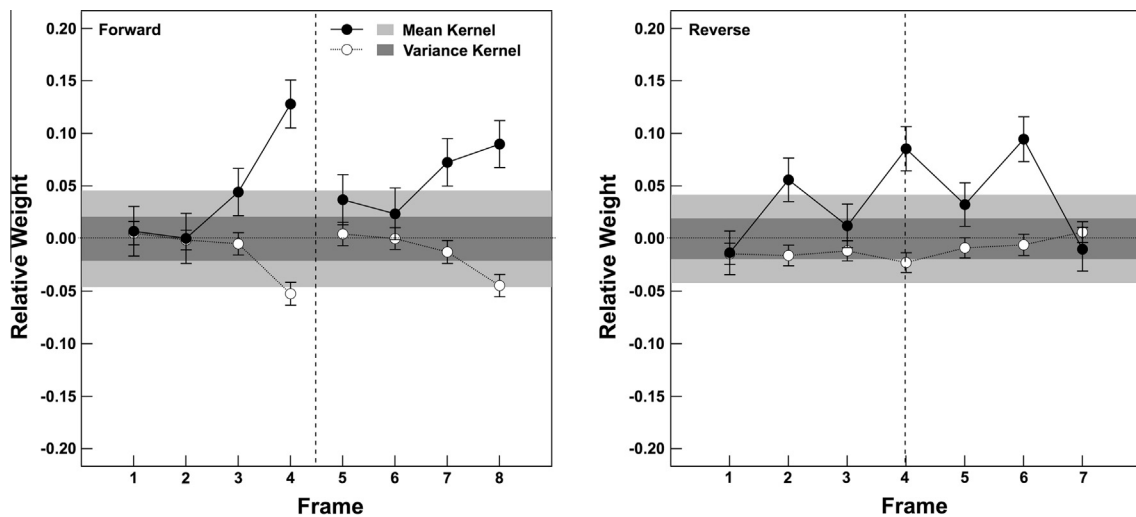 Forward
Mean Kernel
Variance Kernel
0.20
0.15
0.10
0.05
0.00
-0.05
-0.10
-0.15
-0.20
Relative Weight
1 2 3 4 5 6 7 8
Frame
Reverse
0.20
0.15
0.10
0.05
0.00
-0.05
-0.10
-0.15
-0.20
Relative Weight
1 2 3 4 5 6 7
Frame